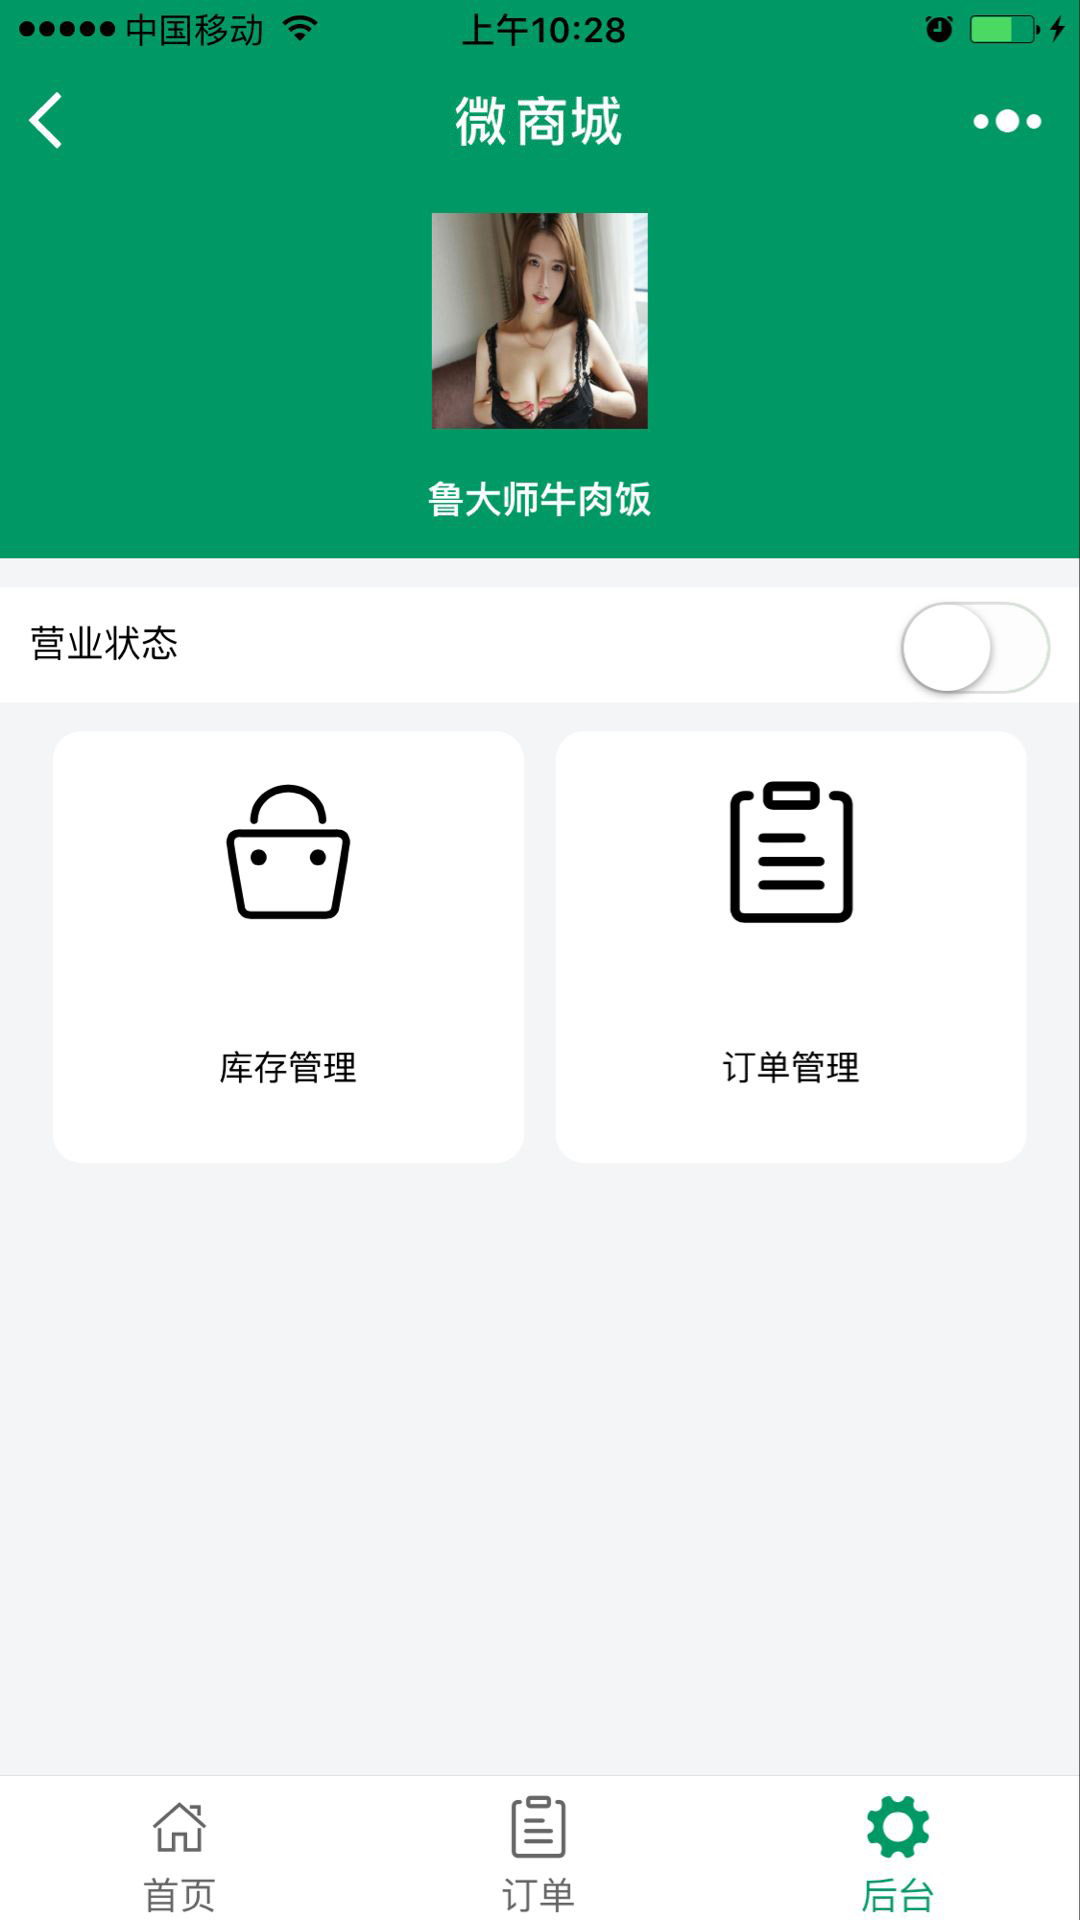 中国移动 上午10:28
微商城
鲁大师牛肉饭
营业状态
库存管理 订单管理
首页 订单 后台